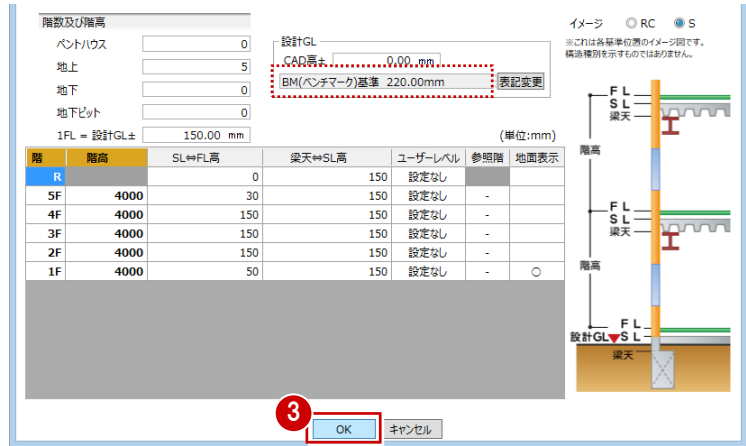 階数及び階高
ペントハウス 0
地上 5
地下 0
地下ピット 0
1FL = 設計GL± 150.00 mm
設計GL
CAD高± 0.00 mm
BM(ベンチマーク)基準 220.00mm 表記変更
(単位:mm)
イメージ RC S
※これは各基準位置のイメージ図です。
構造種別を示すものではありません。
階 階高 SL⇔FL高 梁天⇔SL高 ユーザーレベル 参照階 地面表示
R 0 150 設定なし
5F 4000 30 150 設定なし -
4F 4000 150 150 設定なし -
3F 4000 150 150 設定なし -
2F 4000 150 150 設定なし -
1F 4000 50 150 設定なし - ○
FL
SL
梁天
階高
FL
SL
梁天
階高
FL
設計GL▼SL
梁天
3
OK キャンセル